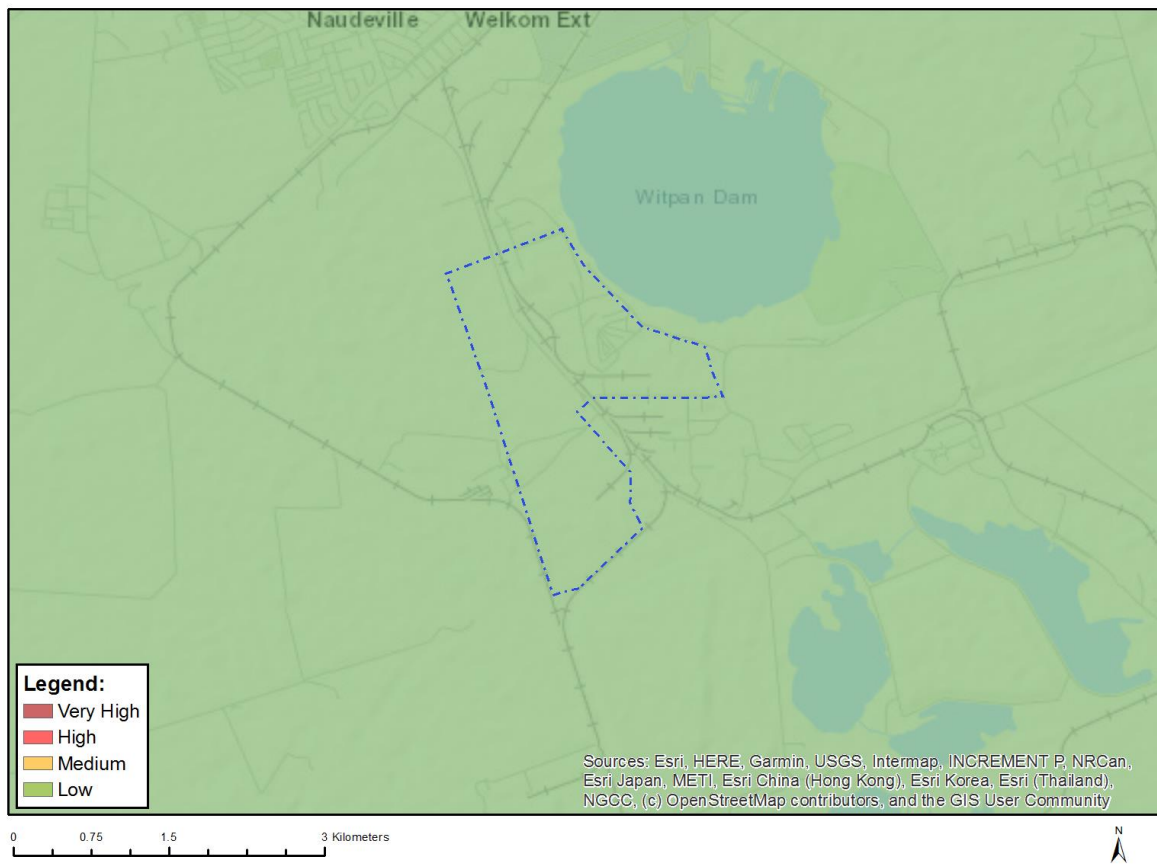 Naudeville Welkom Ext
Witpan Dam
Legend:
Very High
High
Medium
Low
Sources: Esri, HERE, Garmin, USGS, Intermap, INCREMENT P, NRCan,
Esri Japan, METI, Esri China (Hong Kong), Esri Korea, Esri (Thailand),
NGCC, (c) OpenStreetMap contributors, and the GIS User Community
0 0.75 1.5 3 Kilometers
N